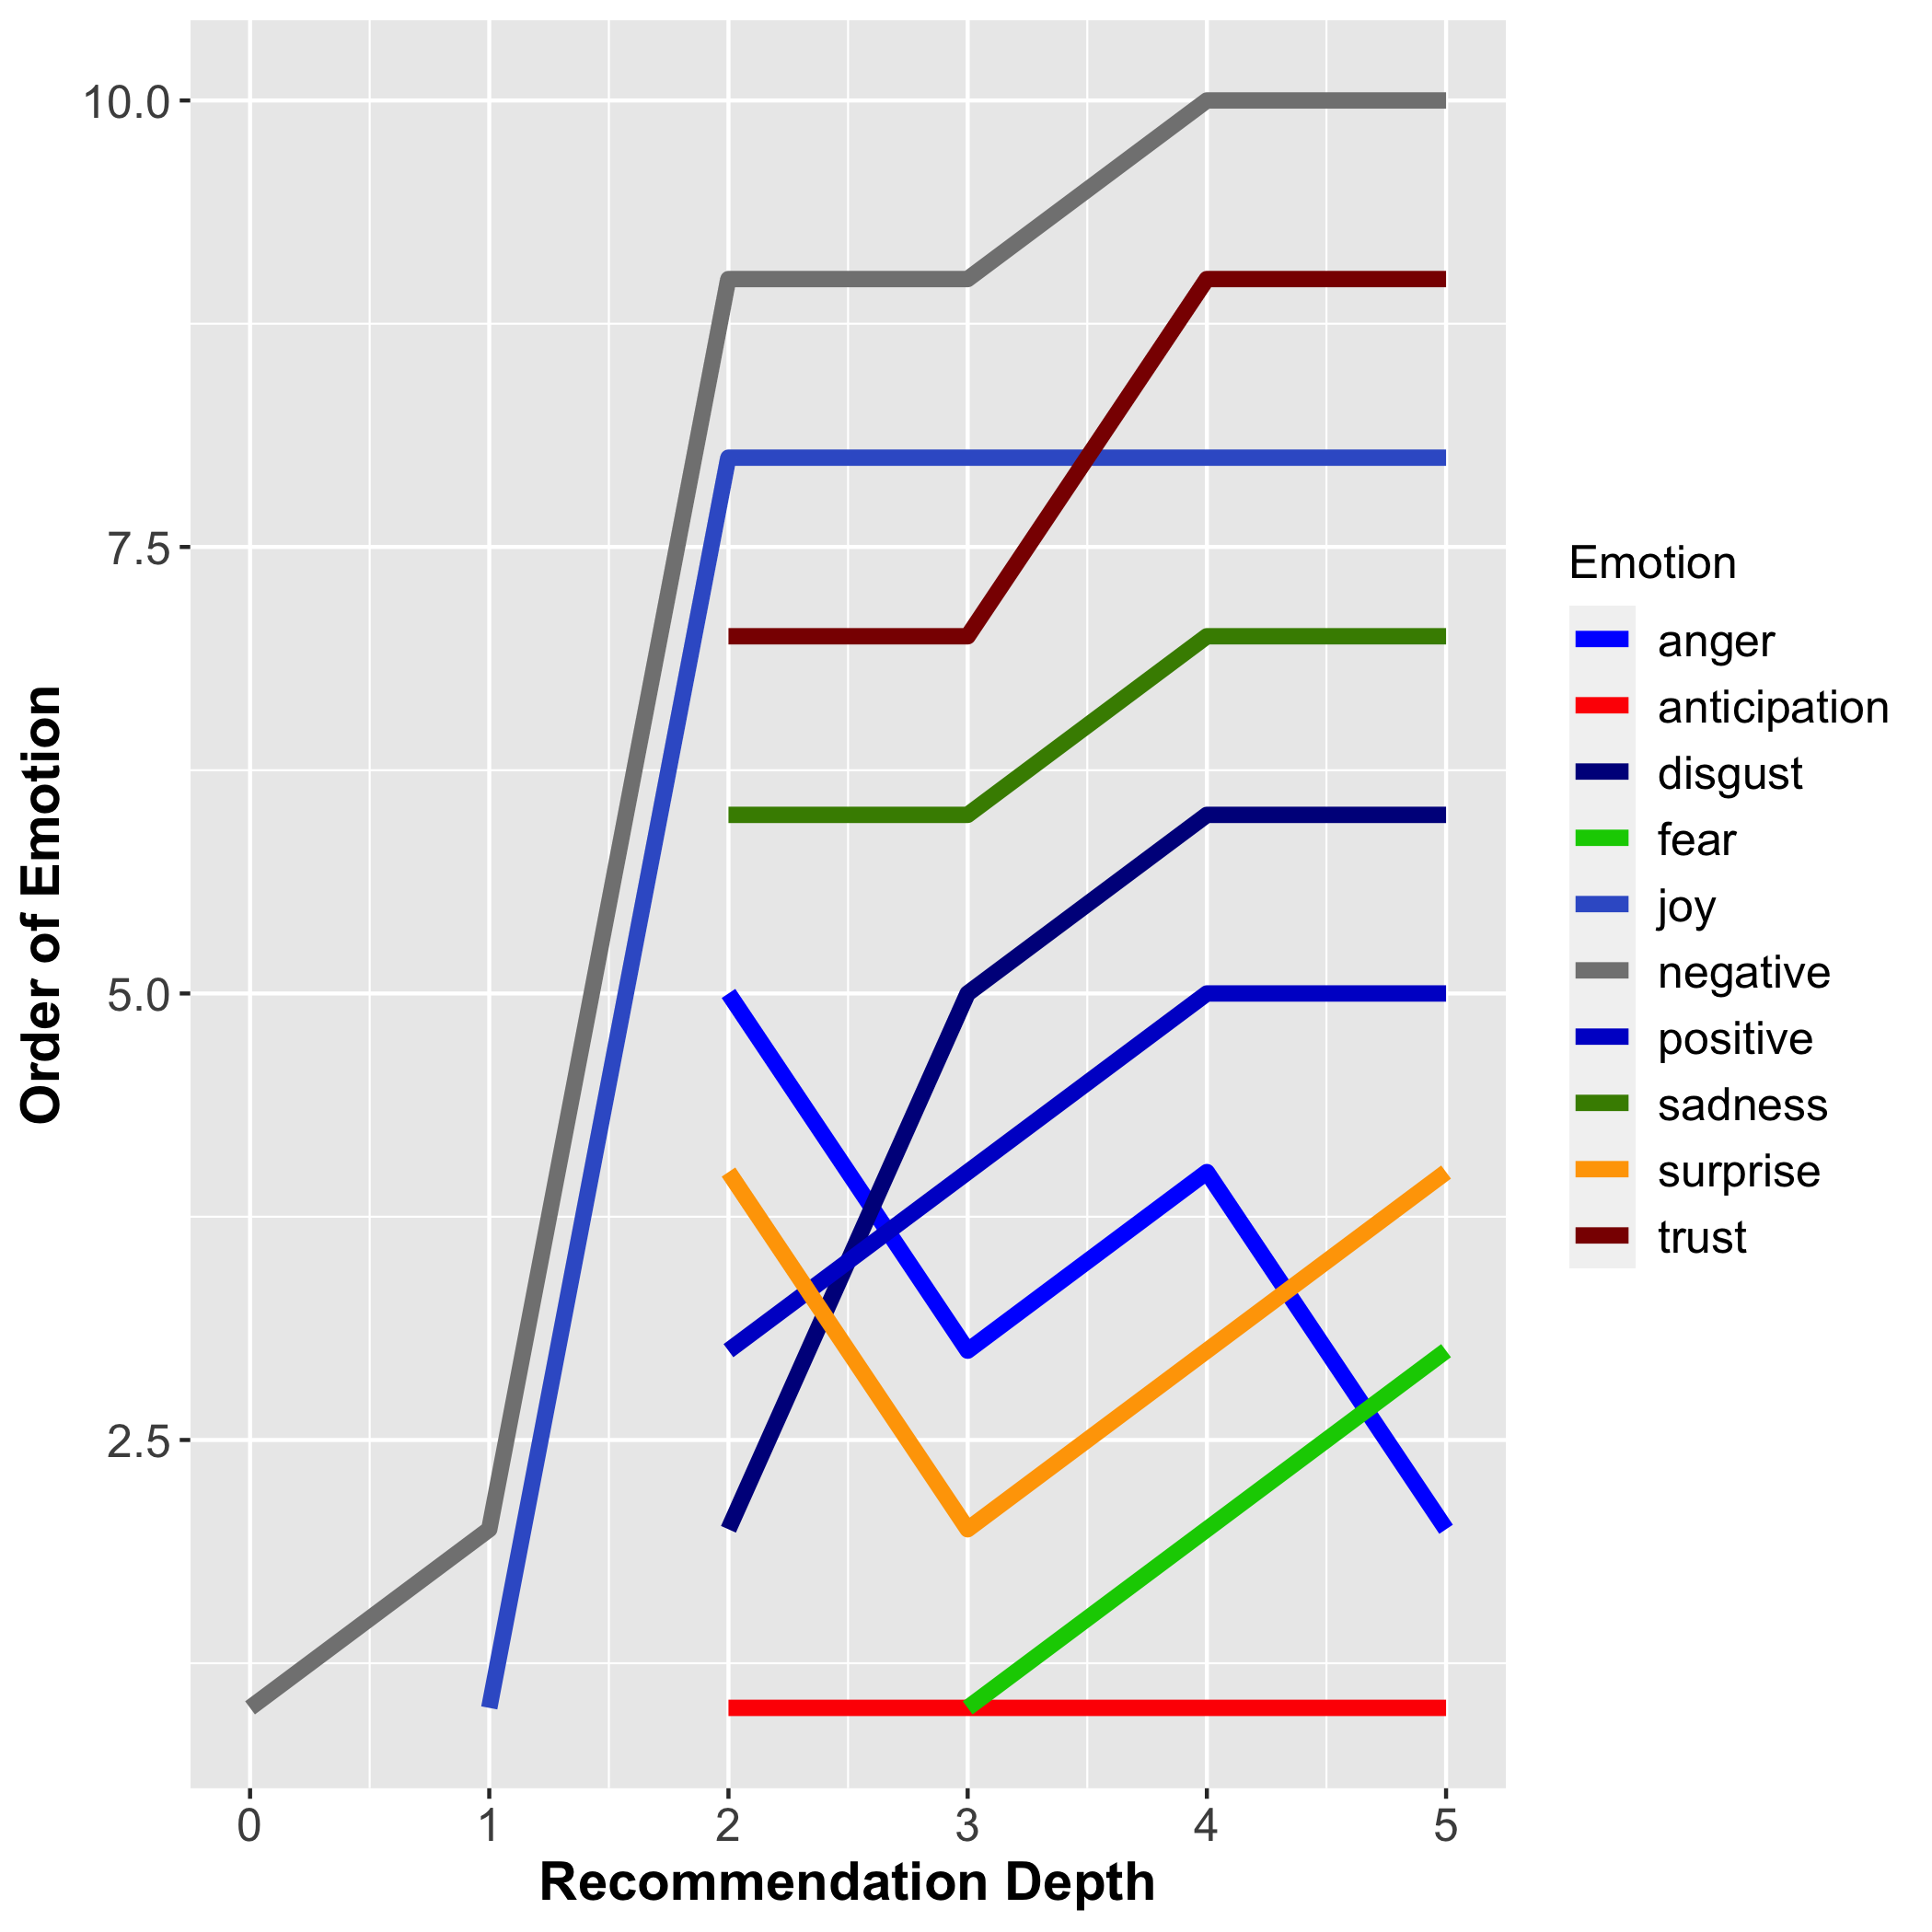 10.0
7.5
5.0
2.5
Order of Emotion
0 1 2 3 4 5
Recommendation Depth
Emotion
anger
anticipation
disgust
fear
joy
negative
positive
sadness
surprise
trust